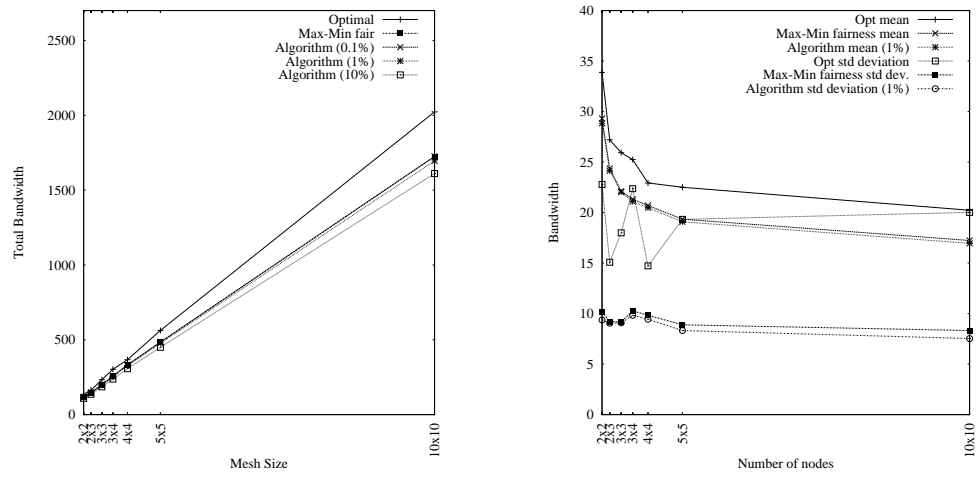 2500
2000
1500
1000
500
0
Total Bandwidth
Optimal
Max-Min fair
Algorithm (0.1%)
Algorithm (1%)
Algorithm (10%)
2x2
2x3
3x3
3x4
4x4
5x5
10x10
Mesh Size
40
35
30
25
20
15
10
5
0
Bandwidth
Opt mean
Max-Min fairness mean
Algorithm mean (1%)
Opt std deviation
Max-Min fairness std dev.
Algorithm std deviation (1%)
2x2
2x3
3x3
3x4
4x4
5x5
10x10
Number of nodes